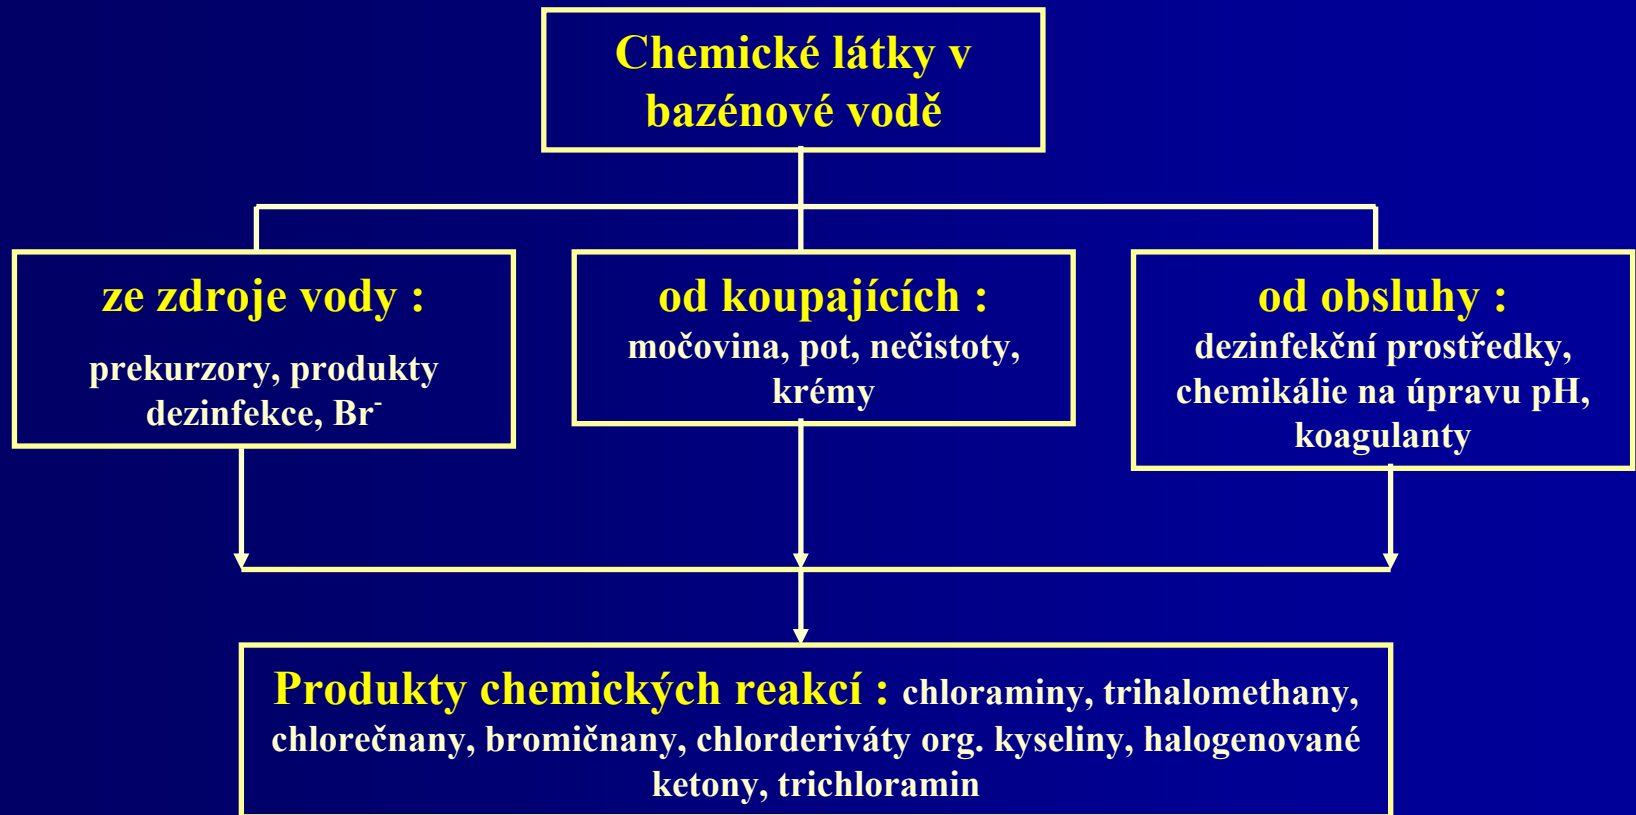 Chemické látky v
bazénové vodě
ze zdroje vody :
prekurzory, produkty
dezinfekce, Br⁻
od koupajících :
močovina, pot, nečistoty,
krémy
od obsluhy :
dezinfekční prostředky,
chemikálie na úpravu pH,
koagulanty
Produkty chemických reakcí : chloraminy, trihalomethany,
chlorečnany, bromičnany, chlorderiváty org. kyseliny, halogenované
ketony, trichloramin